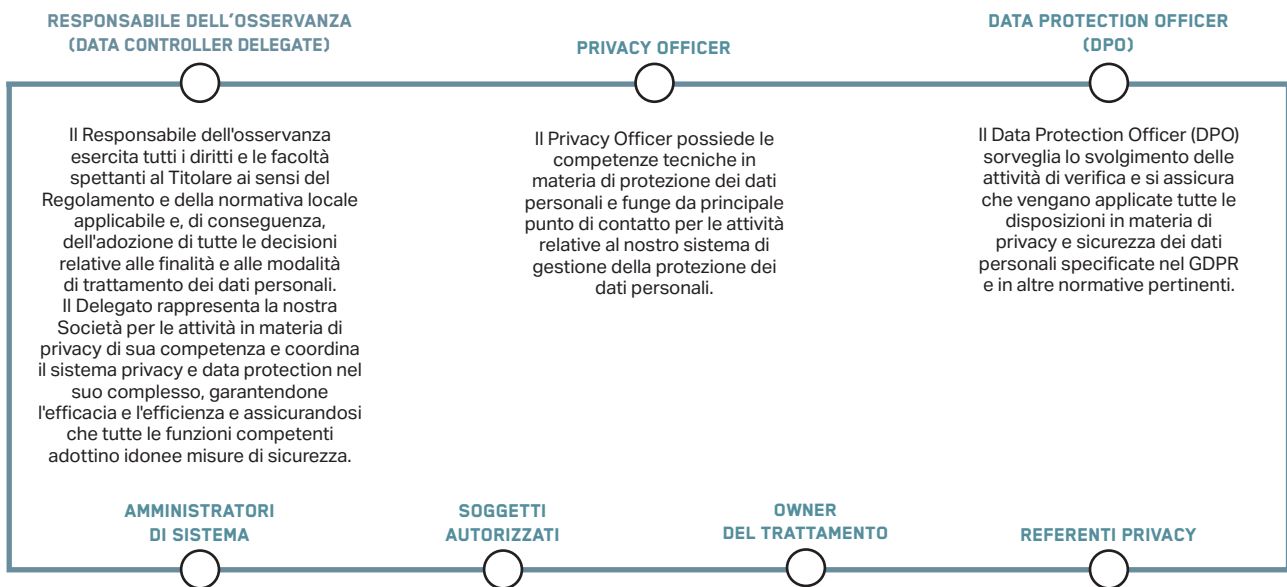 RESPONSABILE DELL'OSSERVANZA
(DATA CONTROLLER DELEGATE)
PRIVACY OFFICER
DATA PROTECTION OFFICER
(DPO)
Il Responsabile dell'osservanza
esercita tutti i diritti e le facoltà
spettanti al Titolare ai sensi del
Regolamento e della normativa locale
applicabile e, di conseguenza,
dell'adozione di tutte le decisioni
relative alle finalità e alle modalità
di trattamento dei dati personali.
Il Delegato rappresenta la nostra
Società per le attività in materia di
privacy di sua competenza e coordina
il sistema privacy e data protection nel
suo complesso, garantendone
l'efficacia e l'efficienza e assicurandosi
che tutte le funzioni competenti
adottino idonee misure di sicurezza.
Il Privacy Officer possiede le
competenze tecniche in
materia di protezione dei dati
personali e funge da principale
punto di contatto per le attività
relative al nostro sistema di
gestione della protezione dei
dati personali.
Il Data Protection Officer (DPO)
sorveglia lo svolgimento delle
attività di verifica e si assicura
che vengano applicate tutte le
disposizioni in materia di
privacy e sicurezza dei dati
personali specificate nel GDPR
e in altre normative pertinenti.
AMMINISTRATORI
DI SISTEMA
SOGGETTI
AUTORIZZATI
OWNER
DEL TRATTAMENTO
REFERENTI PRIVACY